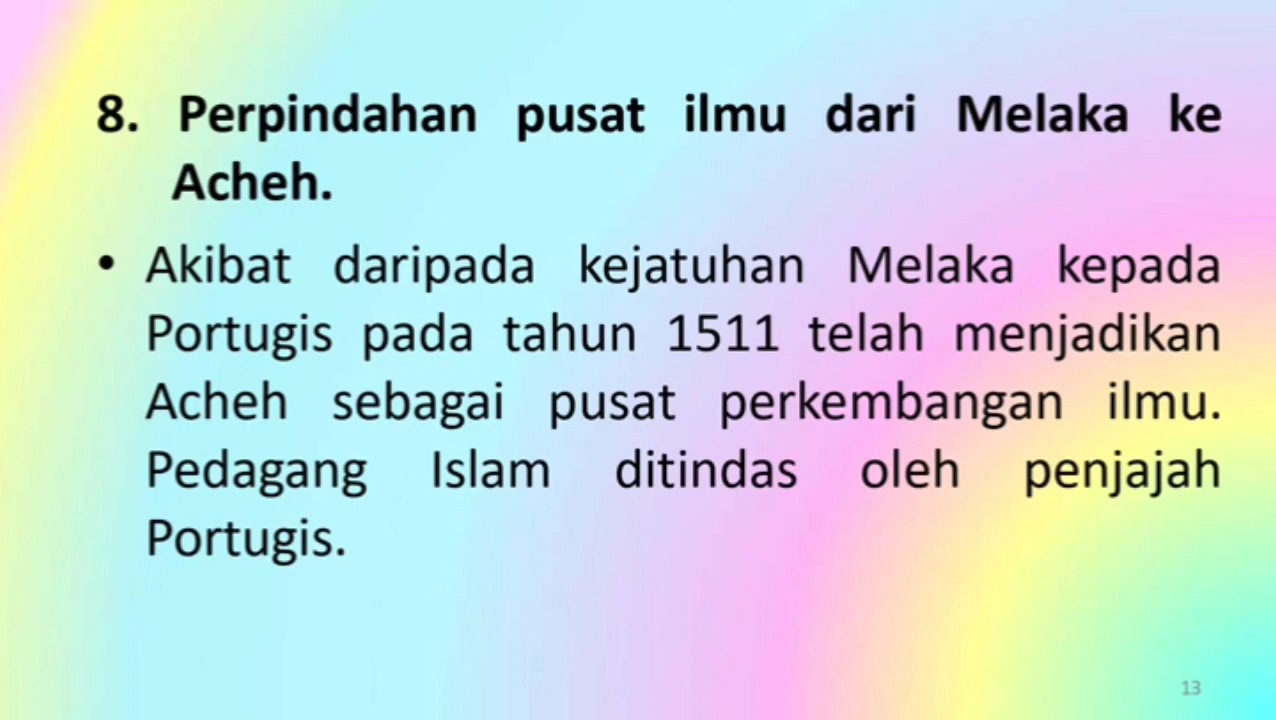 8. Perpindahan pusat ilmu dari Melaka ke
Acheh.
• Akibat daripada kejatuhan Melaka kepada
Portugis pada tahun 1511 telah menjadikan
Acheh sebagai pusat perkembangan ilmu.
Pedagang Islam ditindas oleh penjajah
Portugis.
13